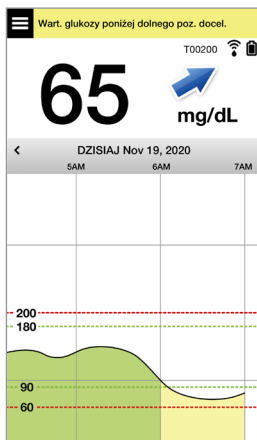 Wart. glukozy poniżej dolnego poz. docel.
T00200
65
mg/dL
DZISIAJ Nov 19, 2020
5AM 6AM 7AM
200
180
90
60